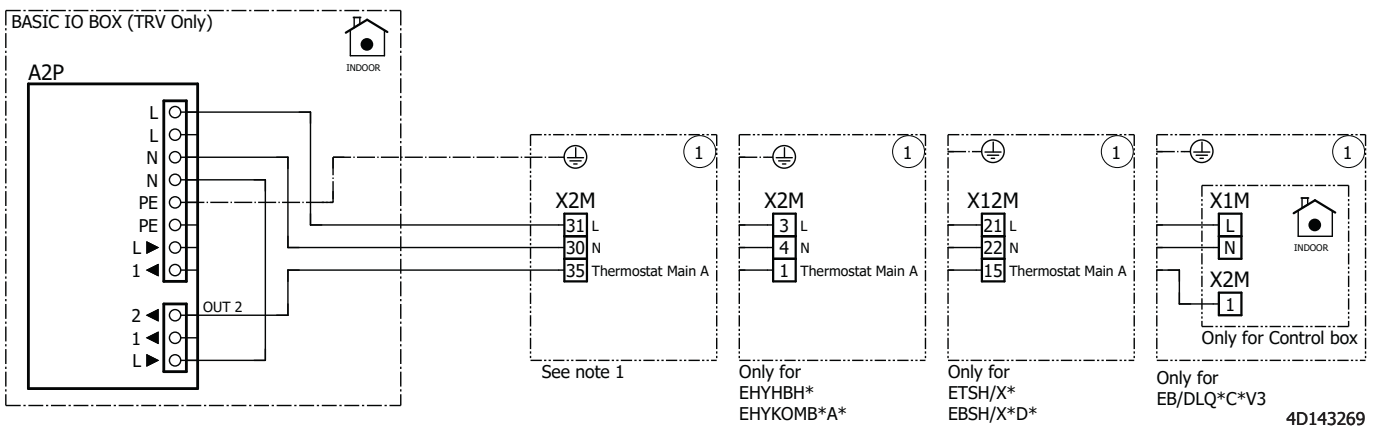 BASIC IO BOX (TRV Only)
INDOOR
A2P
L
L
N
N
PE
PE
L ▶
1 ◀
2 ◀
OUT 2
1 ◀
L ▶
1
X2M
31 L
30 N
35 Thermostat Main A
See note 1
1
X2M
3 L
4 N
1 Thermostat Main A
Only for
EHYHBH*
EHYKOMB*A*
1
X12M
21 L
22 N
15 Thermostat Main A
Only for
ETSH/X*
EBSH/X*D*
1
X1M
L
N
INDOOR
X2M
1
Only for Control box
Only for
EB/DLQ*C*V3
4D143269